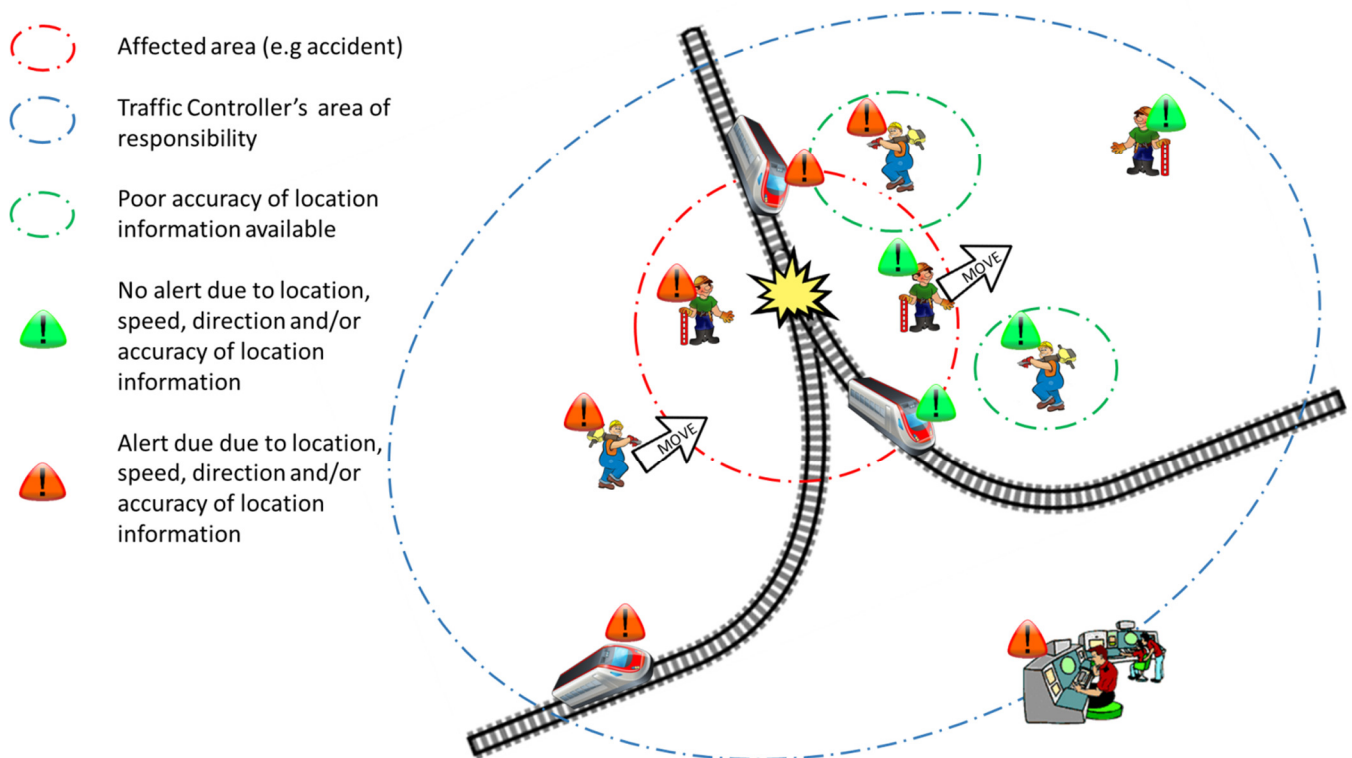 Affected area (e.g accident)
Traffic Controller's area of
responsibility
Poor accuracy of location
information available
No alert due to location,
speed, direction and/or
accuracy of location
information
Alert due due to location,
speed, direction and/or
accuracy of location
information
MOVE
MOVE